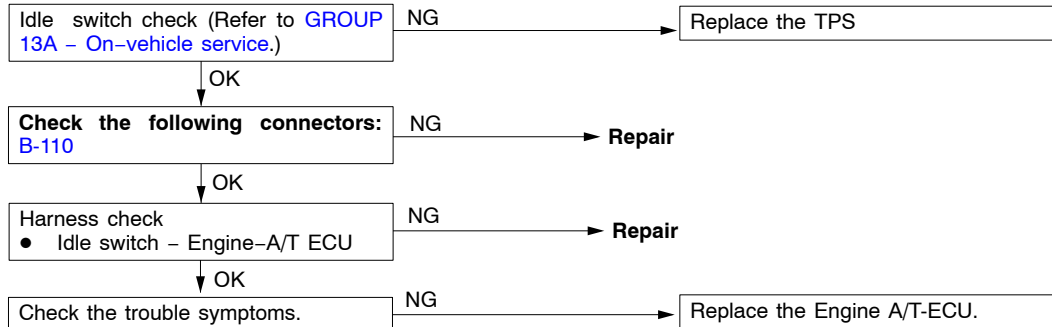 Idle switch check (Refer to GROUP
13A – On–vehicle service.)
NG
Replace the TPS
OK
Check the following connectors:
B-110
NG
Repair
OK
Harness check
● Idle switch – Engine–A/T ECU
NG
Repair
OK
Check the trouble symptoms.
NG
Replace the Engine A/T-ECU.